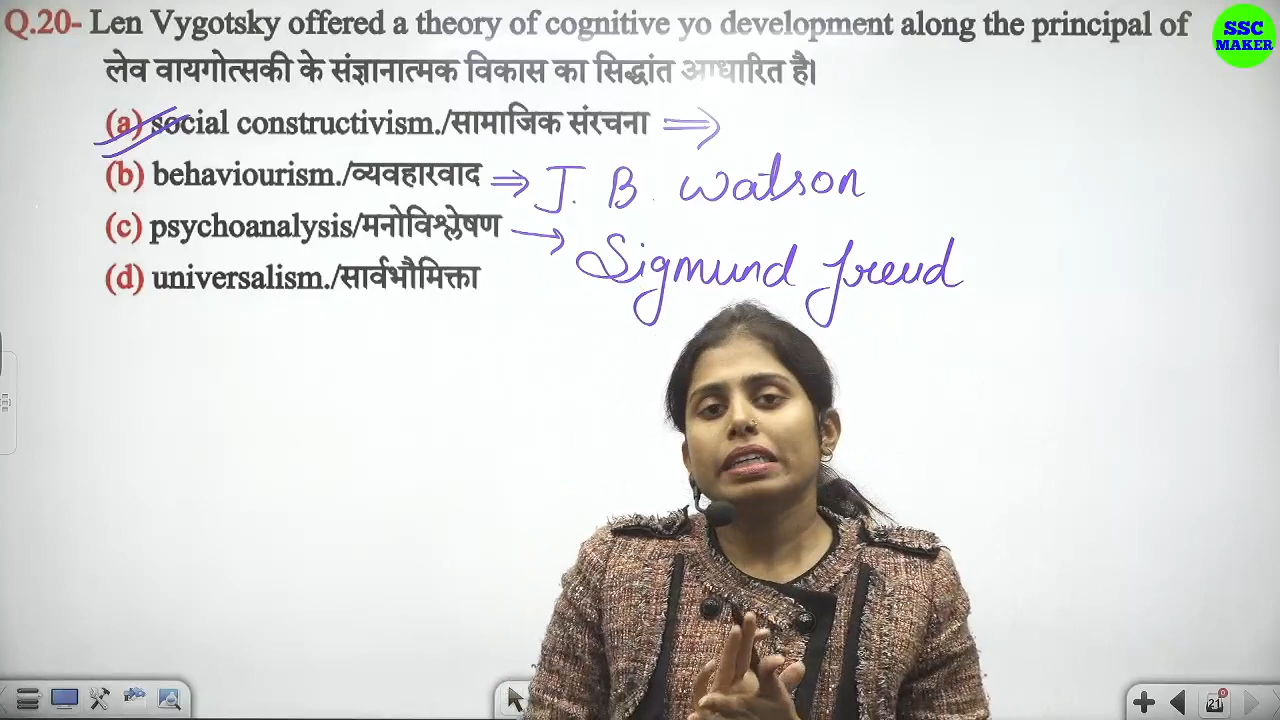 Q.20- Len Vygotsky offered a theory of cognitive yo development along the principal of
लेव वायगोत्सकी के संज्ञानात्मक विकास का सिद्धांत आधारित है।
(a) social constructivism./सामाजिक संरचना ⇒
(b) behaviourism./व्यवहारवाद ⇒ J. B. watson
(c) psychoanalysis/मनोविश्लेषण → Sigmund freud
(d) universalism./सार्वभौमिक्ता
SSC
MAKER
21